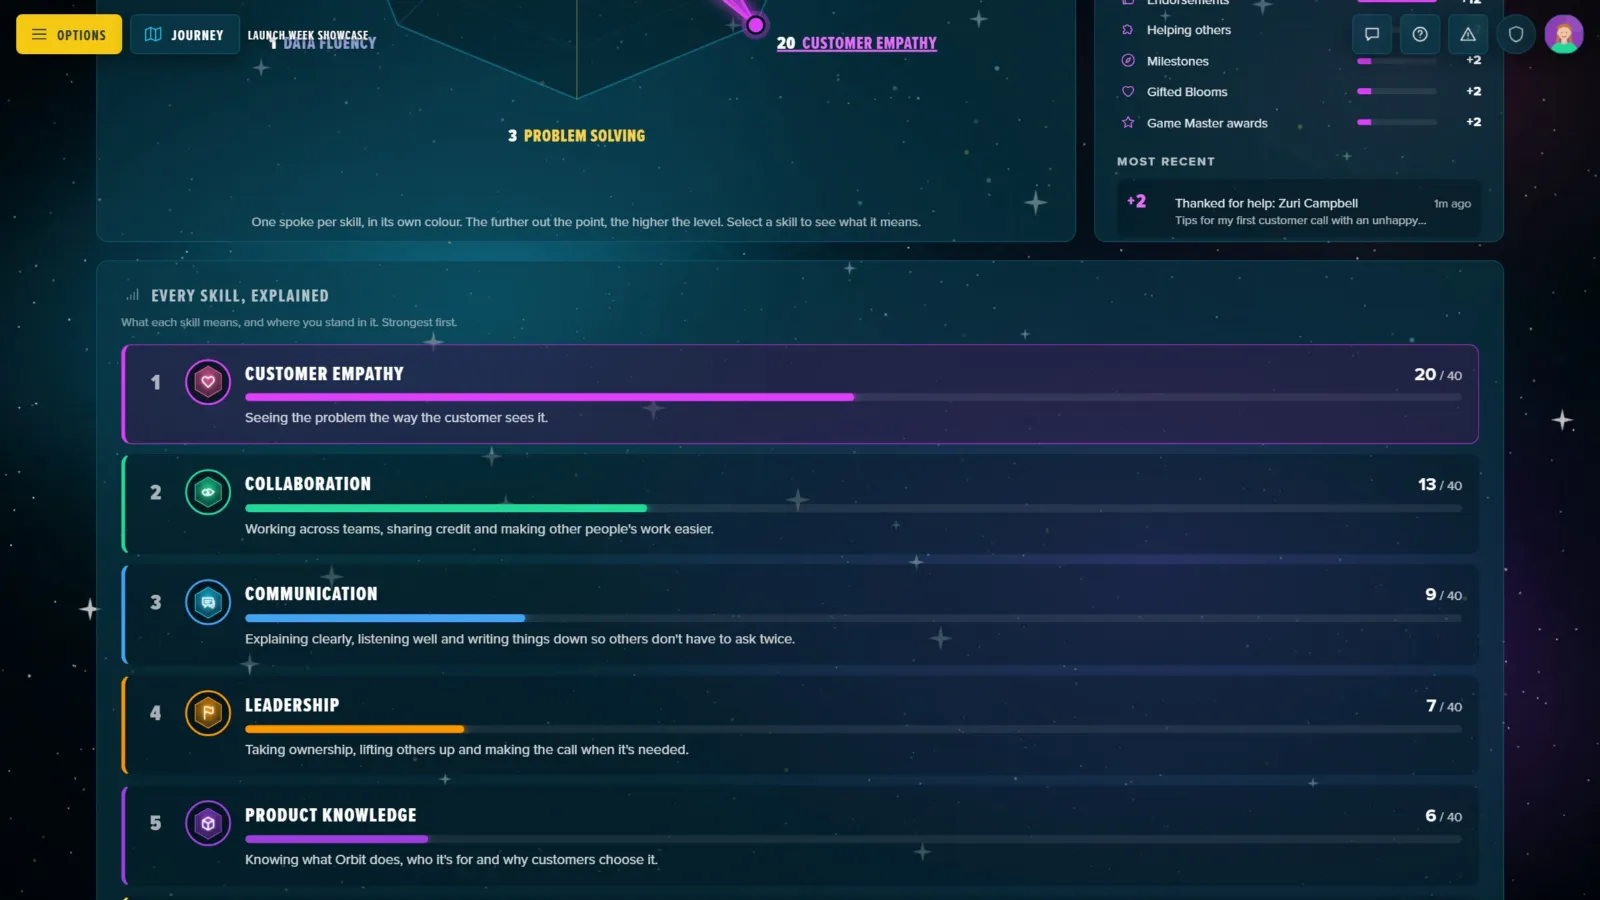 OPTIONS
JOURNEY
LAUNCH WEEK SHOWCASE
1 DATA FLUENCY
20 CUSTOMER EMPATHY
3 PROBLEM SOLVING
One spoke per skill, in its own colour. The further out the point, the higher the level. Select a skill to see what it means.
Endorsements +12
Helping others
Milestones +2
Gifted Blooms +2
Game Master awards +2
MOST RECENT
+2 Thanked for help: Zuri Campbell 1m ago
Tips for my first customer call with an unhappy...
EVERY SKILL, EXPLAINED
What each skill means, and where you stand in it. Strongest first.
1 CUSTOMER EMPATHY 20 / 40
Seeing the problem the way the customer sees it.
2 COLLABORATION 13 / 40
Working across teams, sharing credit and making other people's work easier.
3 COMMUNICATION 9 / 40
Explaining clearly, listening well and writing things down so others don't have to ask twice.
4 LEADERSHIP 7 / 40
Taking ownership, lifting others up and making the call when it's needed.
5 PRODUCT KNOWLEDGE 6 / 40
Knowing what Orbit does, who it's for and why customers choose it.